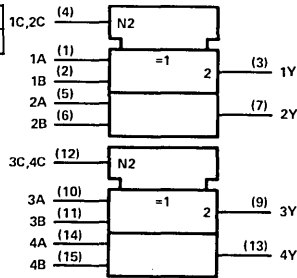 1C,2C (4) N2
1A (1) =1
1B (2) 2 (3) 1Y
2A (5)
2B (6) (7) 2Y
3C,4C (12) N2
3A (10) =1
3B (11) 2 (9) 3Y
4A (14)
4B (15) (13) 4Y